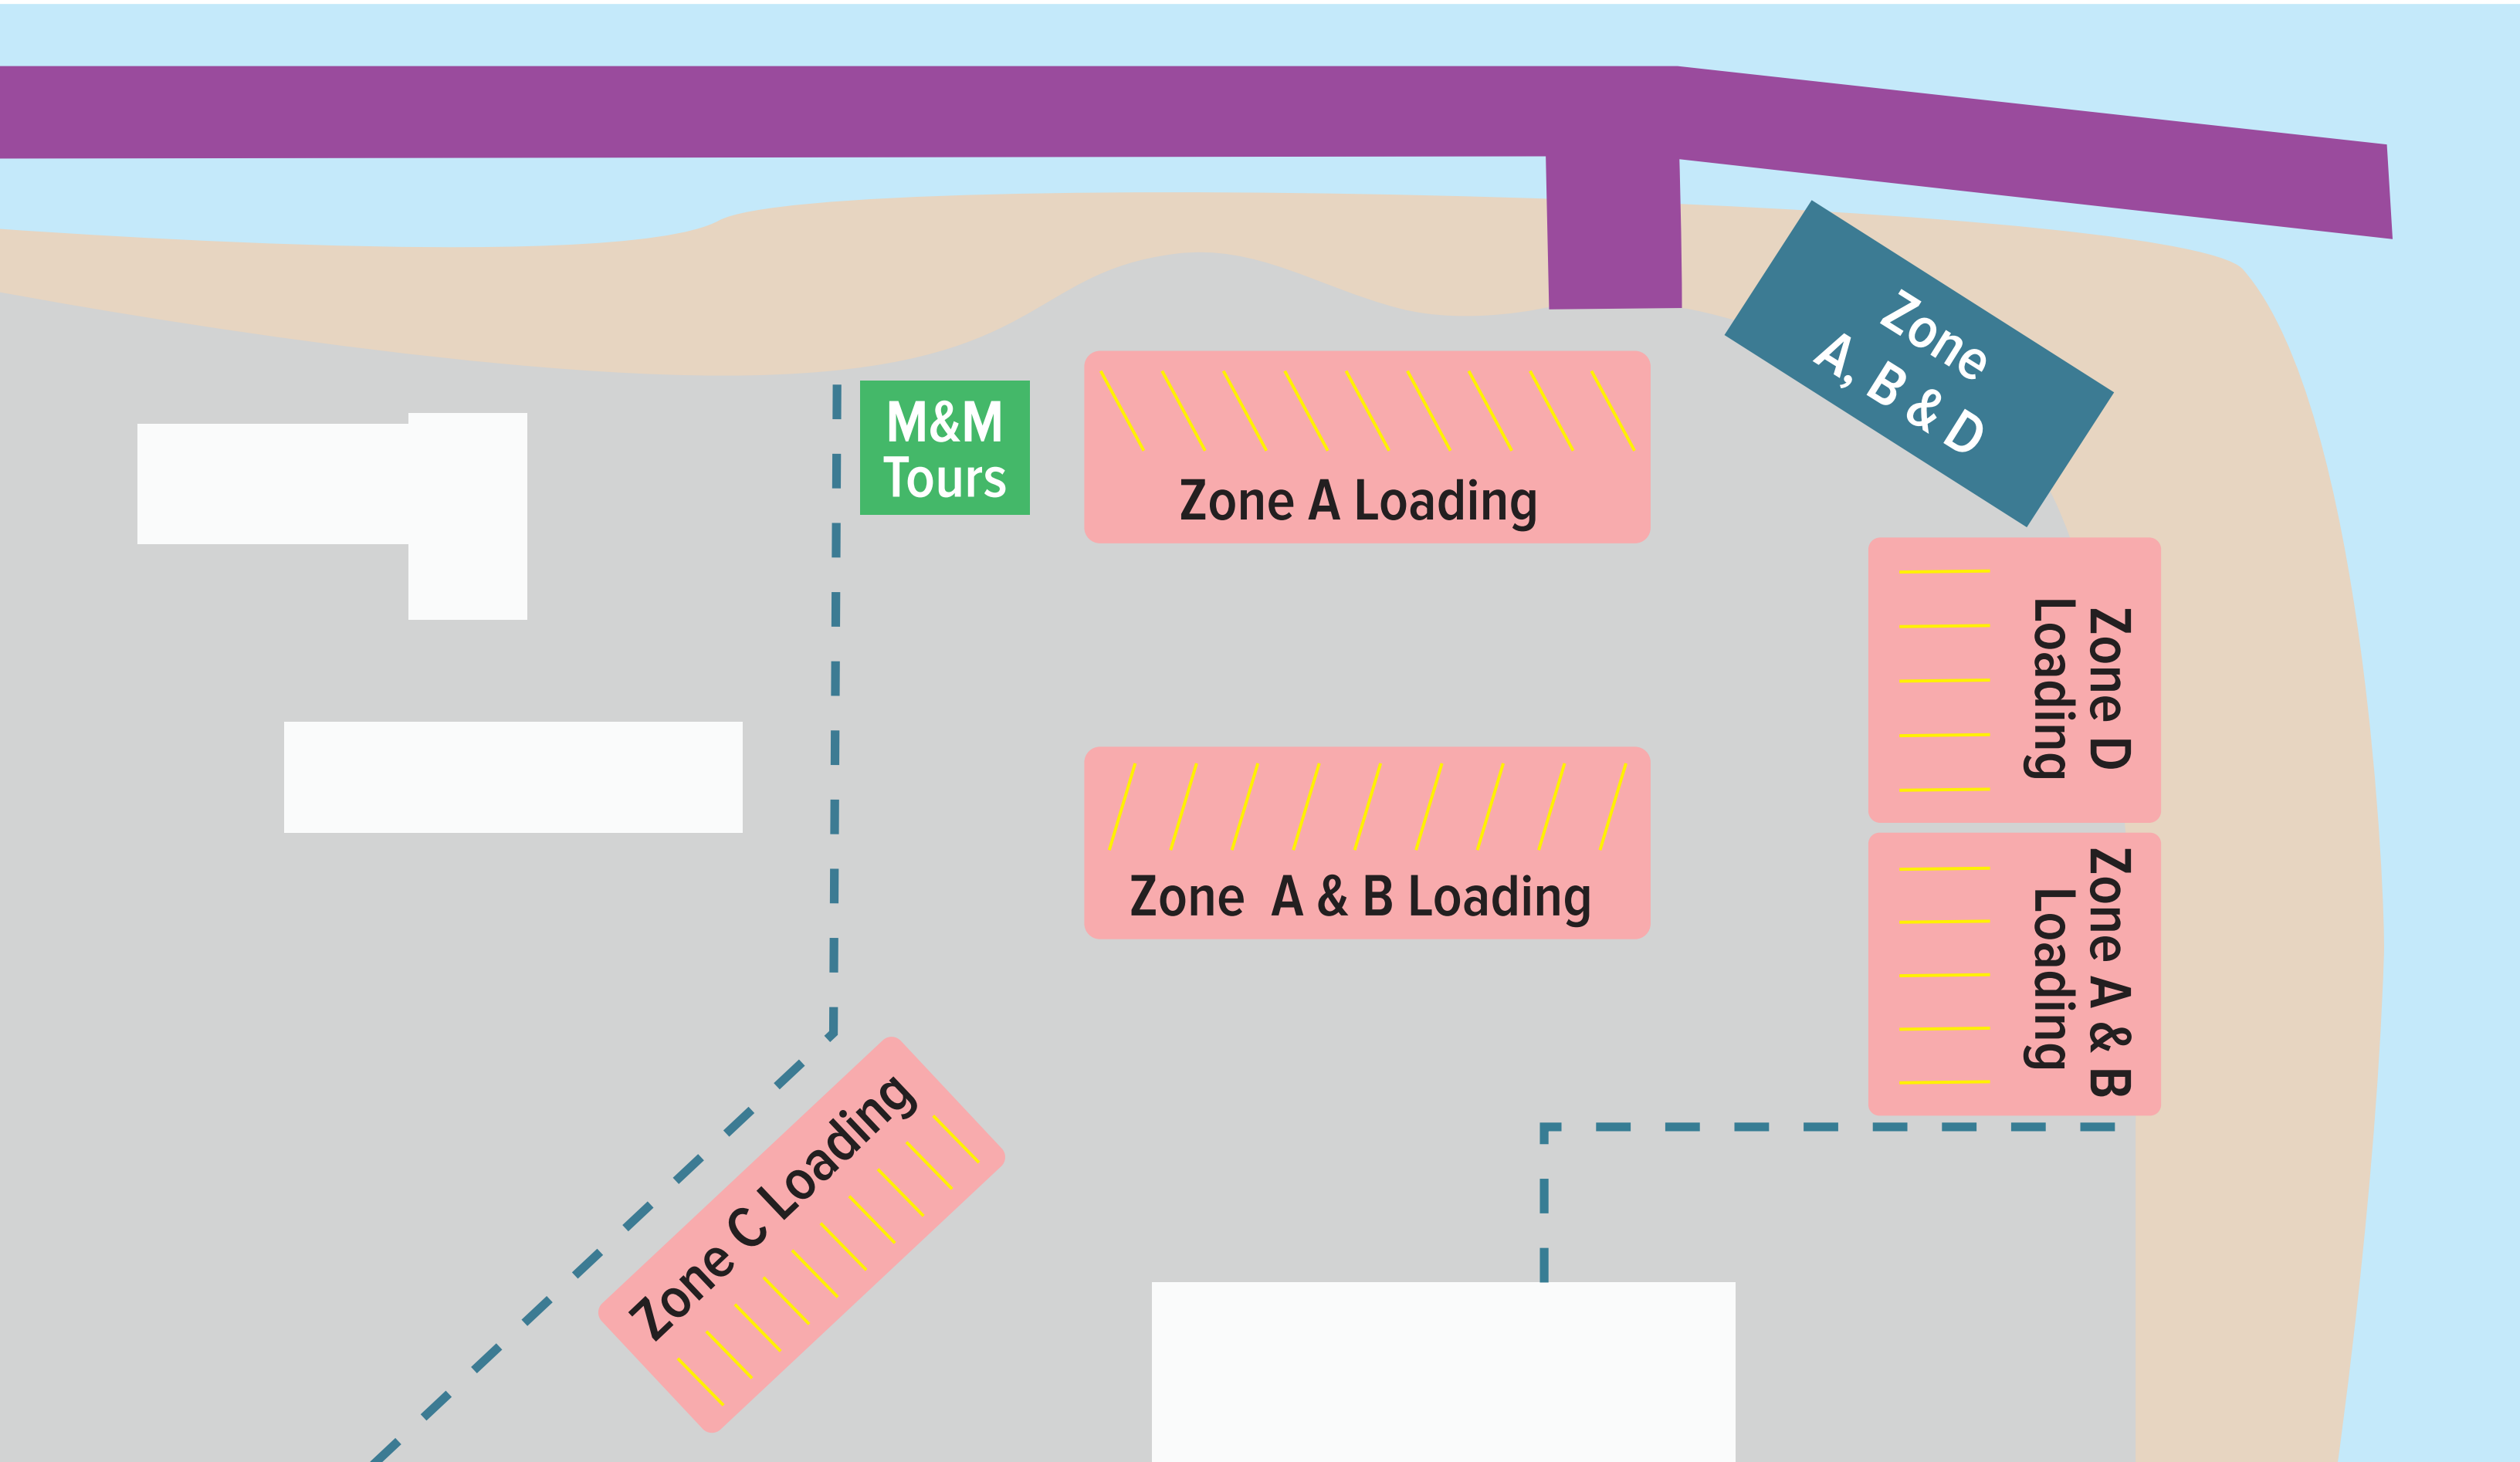 M&M
Tours
Zone A Loading
Zone
A, B & D
Zone D
Loading
Zone A & B Loading
Zone A & B
Loading
Zone C Loading